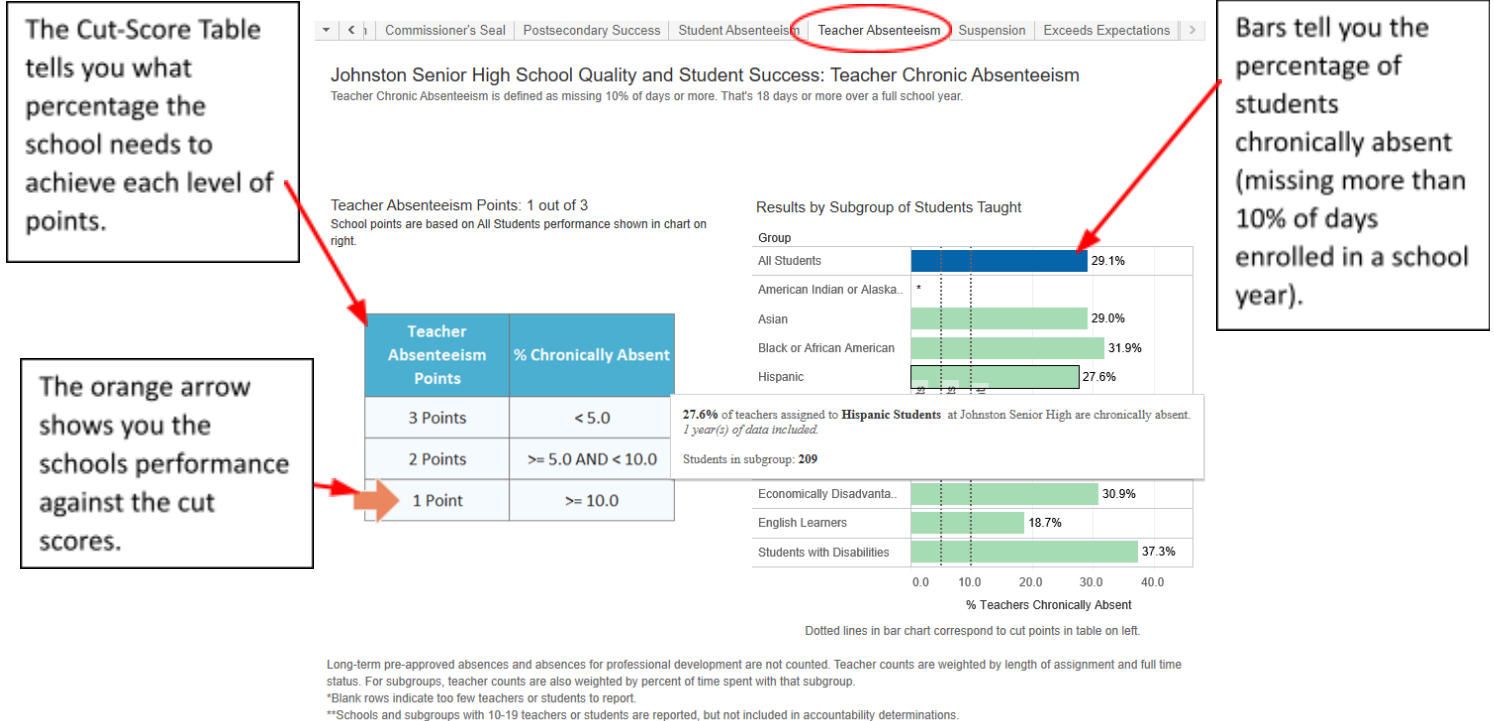 The Cut-Score Table
tells you what
percentage the
school needs to
achieve each level of
points.
The orange arrow
shows you the
schools performance
against the cut
scores.
Commissioner's Seal
Postsecondary Success
Student Absenteeism
Teacher Absenteeism
Suspension
Exceeds Expectations
Johnston Senior High School Quality and Student Success: Teacher Chronic Absenteeism
Teacher Chronic Absenteeism is defined as missing 10% of days or more. That's 18 days or more over a full school year.
Teacher Absenteeism Points: 1 out of 3
School points are based on All Students performance shown in chart on
right.
Teacher
Absenteeism
Points
% Chronically Absent
3 Points < 5.0
2 Points >= 5.0 AND < 10.0
1 Point >= 10.0
Results by Subgroup of Students Taught
Group
All Students 29.1%
American Indian or Alaska.. *
Asian 29.0%
Black or African American 31.9%
Hispanic 27.6%
27.6% of teachers assigned to Hispanic Students at Johnston Senior High are chronically absent.
1 year(s) of data included.
Students in subgroup: 209
Economically Disadvanta.. 30.9%
English Learners 18.7%
Students with Disabilities 37.3%
0.0 10.0 20.0 30.0 40.0
% Teachers Chronically Absent
Dotted lines in bar chart correspond to cut points in table on left.
Bars tell you the
percentage of
students
chronically absent
(missing more than
10% of days
enrolled in a school
year).
Long-term pre-approved absences and absences for professional development are not counted. Teacher counts are weighted by length of assignment and full time
status. For subgroups, teacher counts are also weighted by percent of time spent with that subgroup.
*Blank rows indicate too few teachers or students to report.
**Schools and subgroups with 10-19 teachers or students are reported, but not included in accountability determinations.